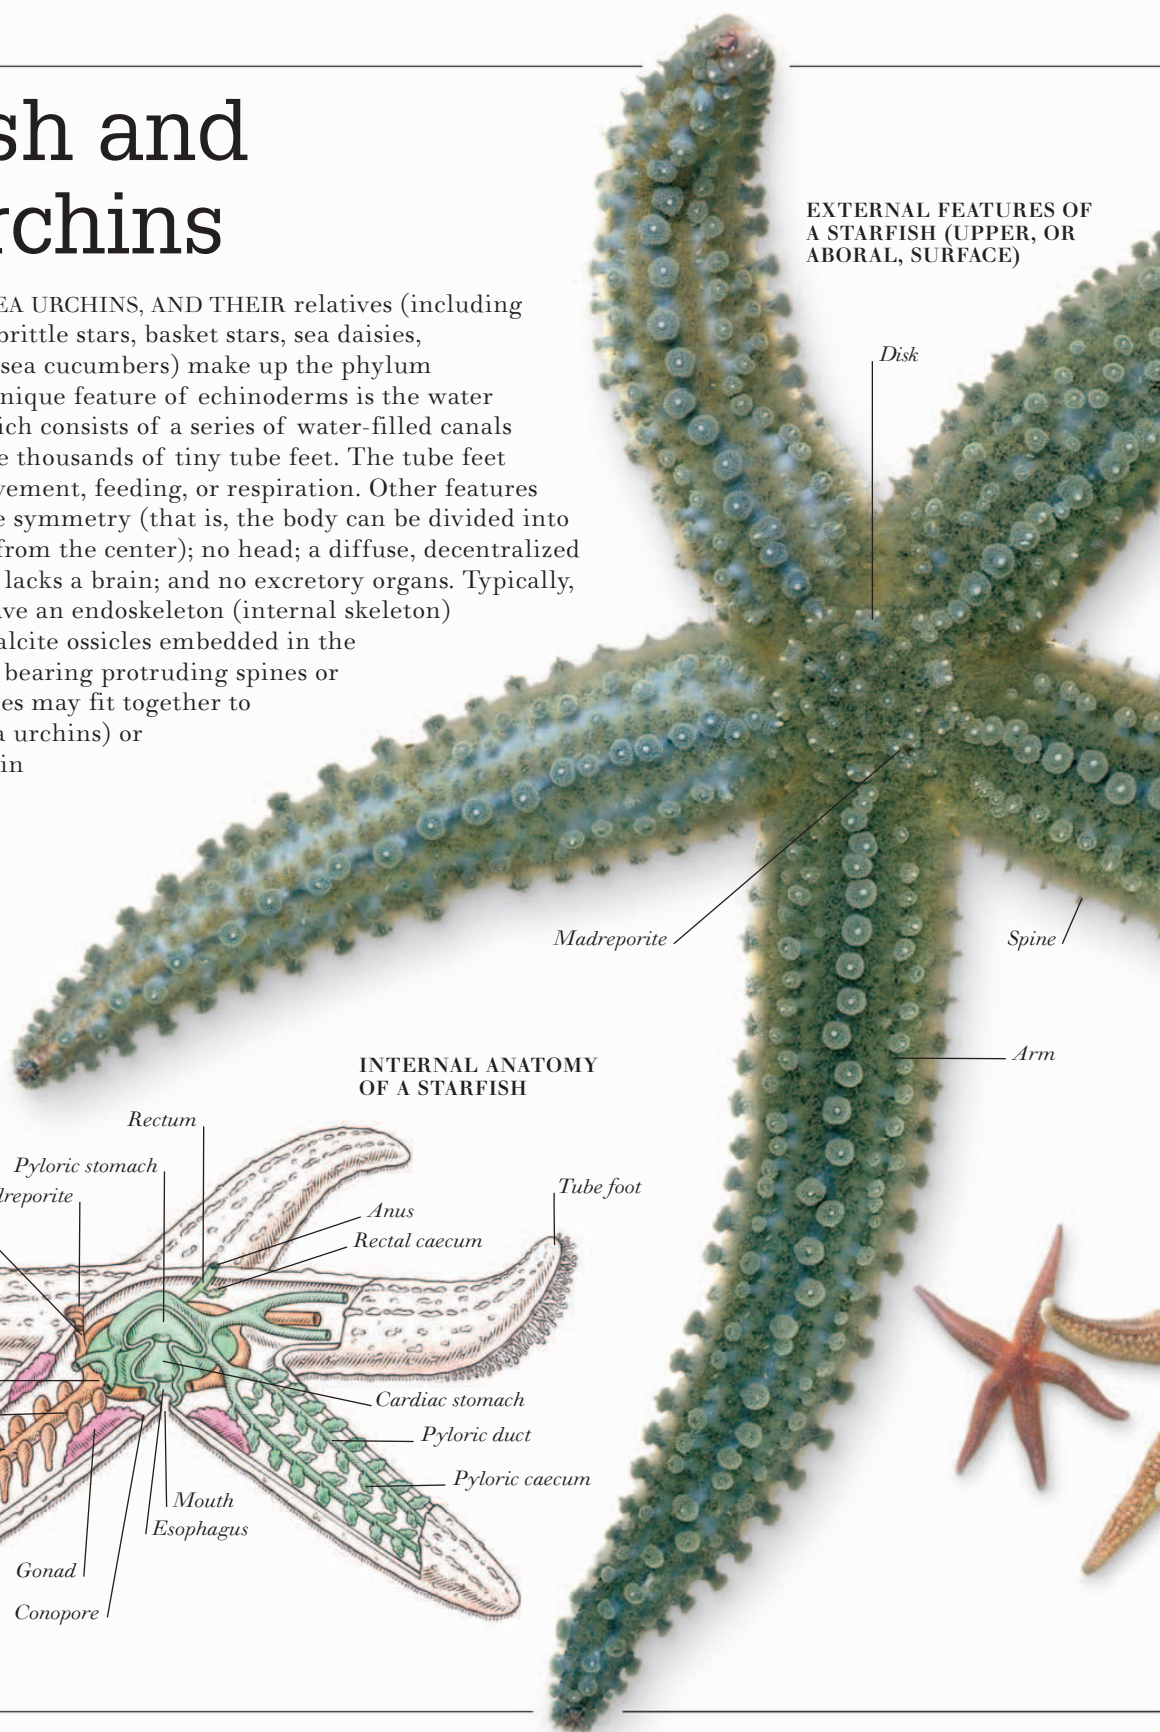 sh and
rchins
EA URCHINS, AND THEIR relatives (including
brittle stars, basket stars, sea daisies,
sea cucumbers) make up the phylum
nique feature of echinoderms is the water
ich consists of a series of water-filled canals
e thousands of tiny tube feet. The tube feet
vement, feeding, or respiration. Other features
e symmetry (that is, the body can be divided into
from the center); no head; a diffuse, decentralized
lacks a brain; and no excretory organs. Typically,
ve an endoskeleton (internal skeleton)
alcite ossicles embedded in the
bearing protruding spines or
es may fit together to
a urchins) or
in
EXTERNAL FEATURES OF
A STARFISH (UPPER, OR
ABORAL, SURFACE)
Disk
Madreporite
Spine
Arm
INTERNAL ANATOMY
OF A STARFISH
Rectum
Pyloric stomach
dreporite
Anus
Rectal caecum
Tube foot
Cardiac stomach
Pyloric duct
Pyloric caecum
Mouth
Esophagus
Gonad
Conopore